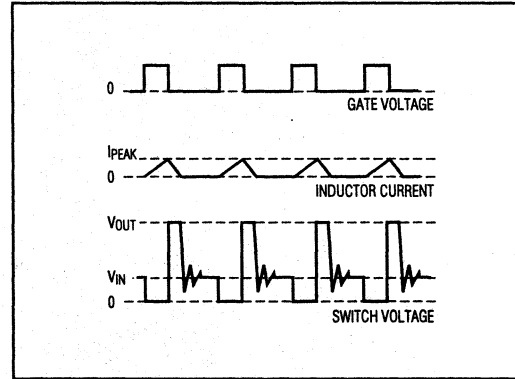 0
GATE VOLTAGE
IPEAK
0
INDUCTOR CURRENT
VOUT
VIN
0
SWITCH VOLTAGE